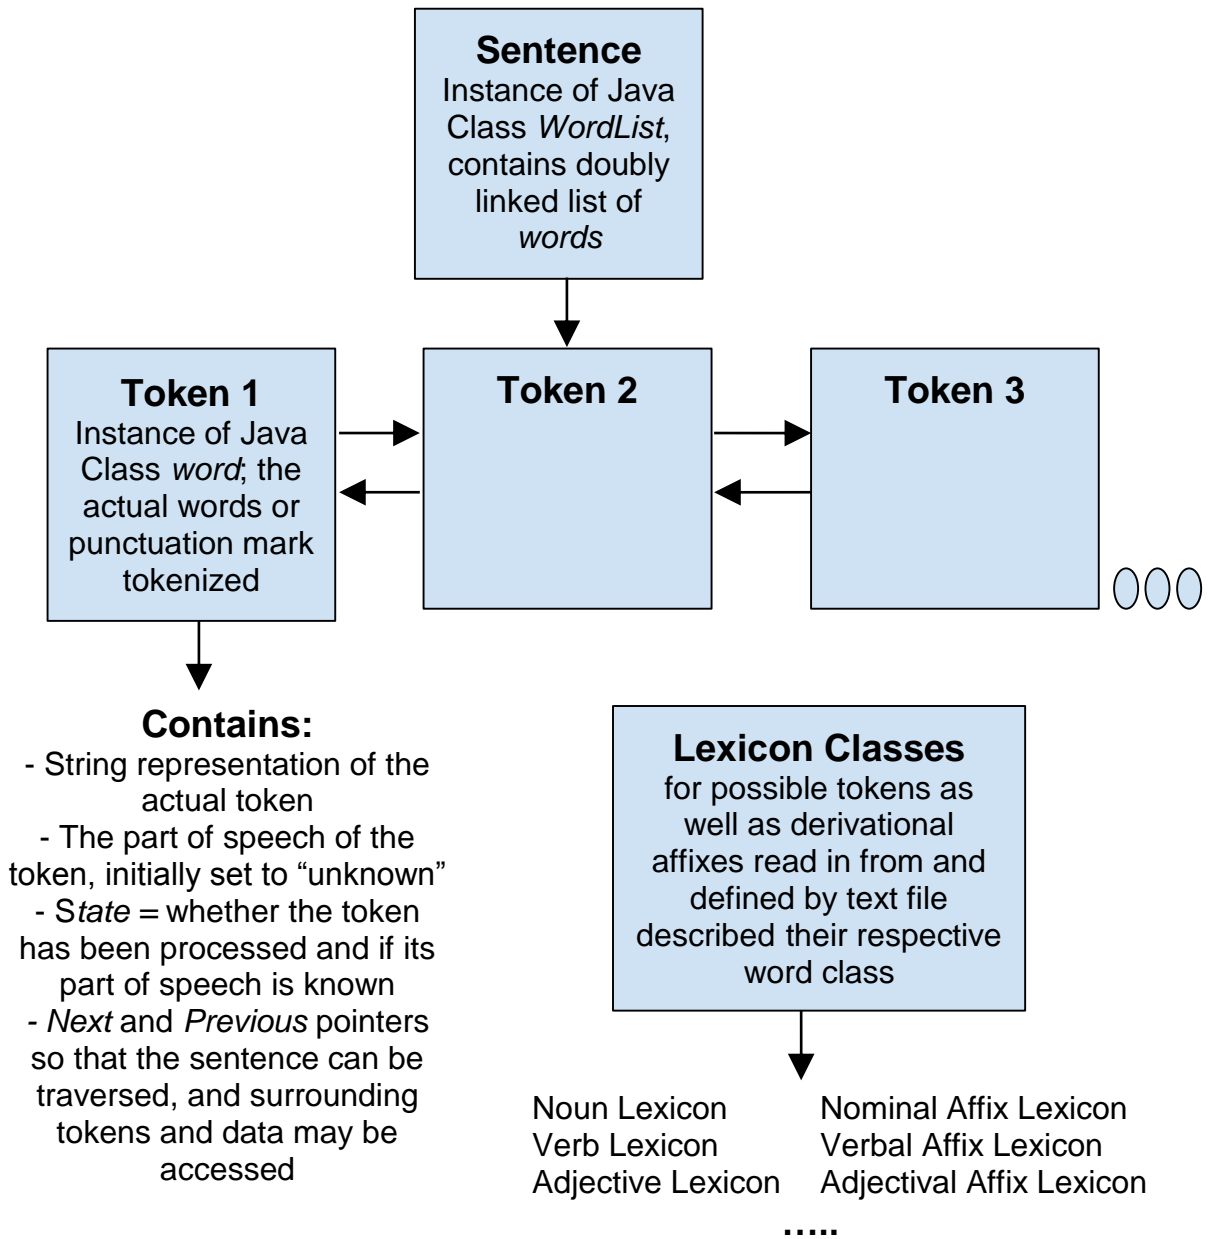 Sentence
Instance of Java
Class WordList,
contains doubly
linked list of
words
Token 1
Instance of Java
Class word; the
actual words or
punctuation mark
tokenized
Token 2
Token 3
Contains:
- String representation of the
actual token
- The part of speech of the
token, initially set to “unknown”
- State = whether the token
has been processed and if its
part of speech is known
- Next and Previous pointers
so that the sentence can be
traversed, and surrounding
tokens and data may be
accessed
Lexicon Classes
for possible tokens as
well as derivational
affixes read in from and
defined by text file
described their respective
word class
Noun Lexicon
Verb Lexicon
Adjective Lexicon
Nominal Affix Lexicon
Verbal Affix Lexicon
Adjectival Affix Lexicon
.....